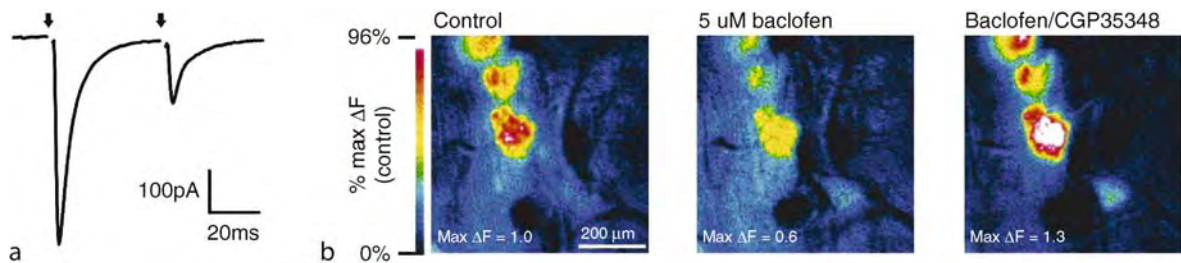 100pA
20ms
a
96%
% max ΔF
(control)
0%
b
Control
Max ΔF = 1.0
200 μm
5 uM baclofen
Max ΔF = 0.6
Baclofen/CGP35348
Max ΔF = 1.3